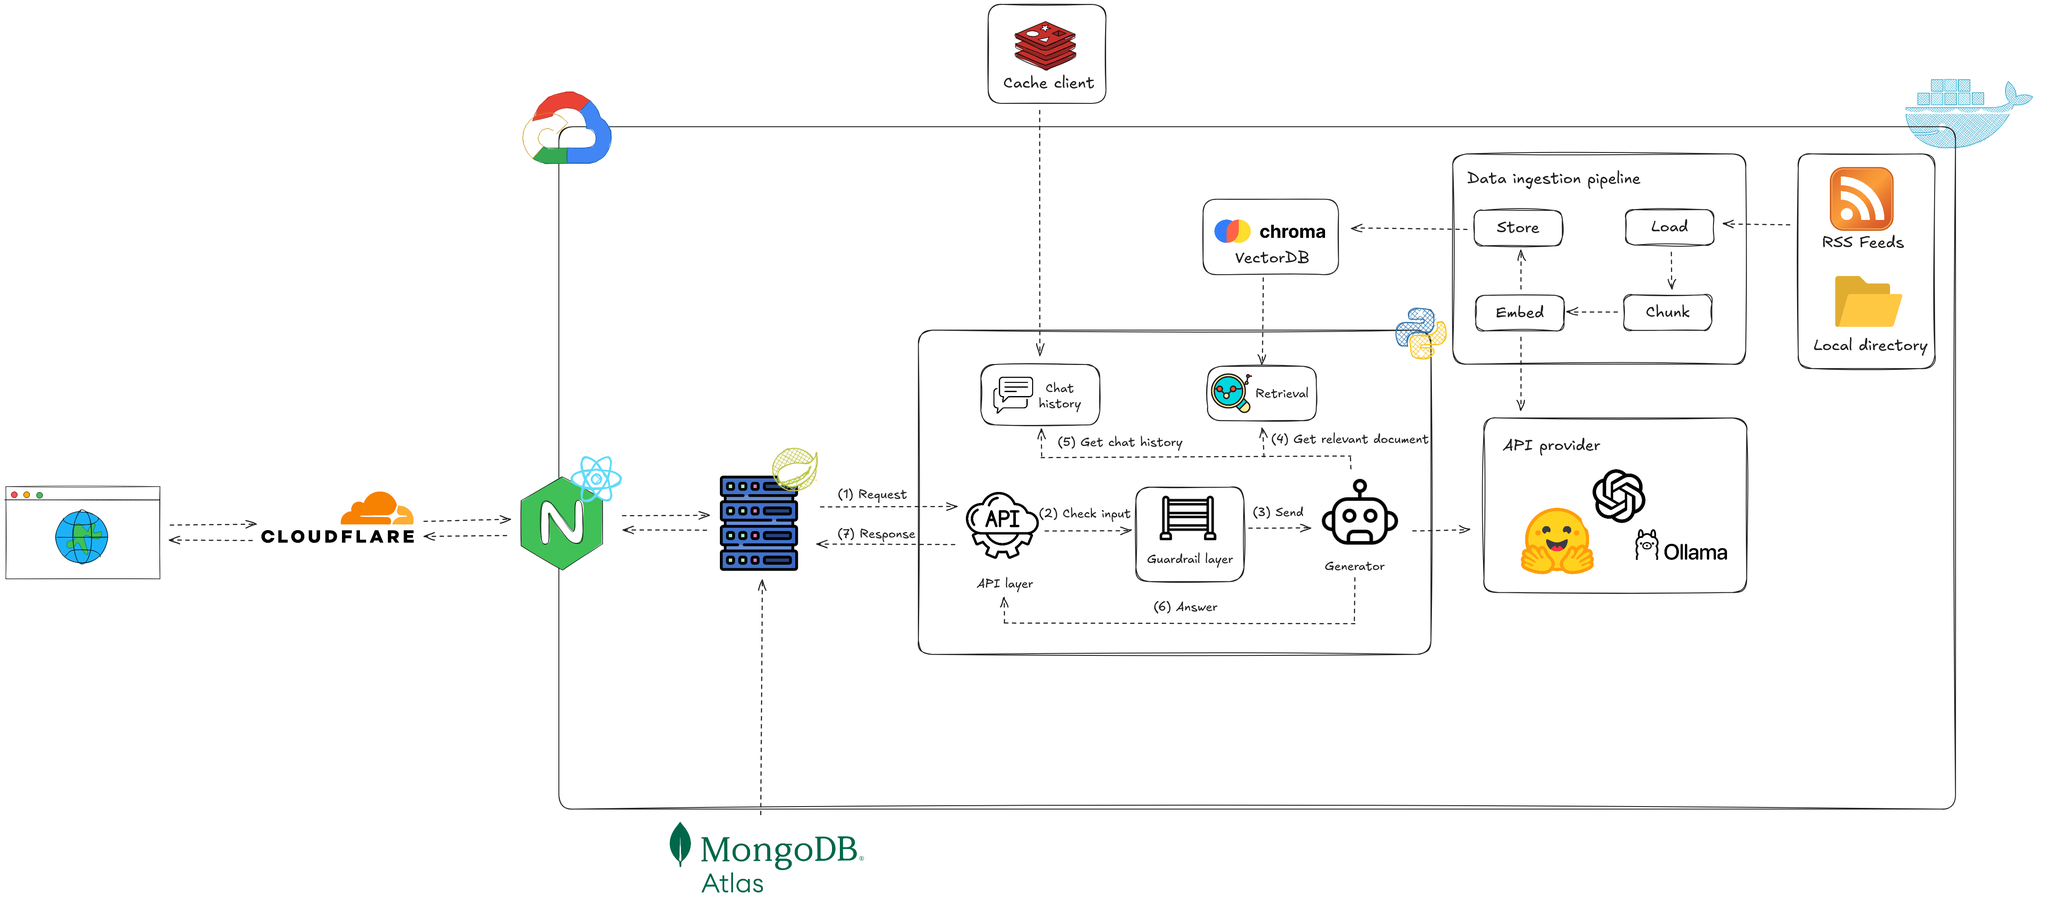 Cache client
Data ingestion pipeline
Store
Load
RSS Feeds
chroma
VectorDB
Embed
Chunk
Local directory
Chat
history
Retrieval
(5) Get chat history
(4) Get relevant document
API provider
(1) Request
API
(2) Check input
(3) Send
CLOUDFLARE
N
(7) Response
Guardrail layer
Generator
Ollama
API layer
(6) Answer
MongoDB®
Atlas